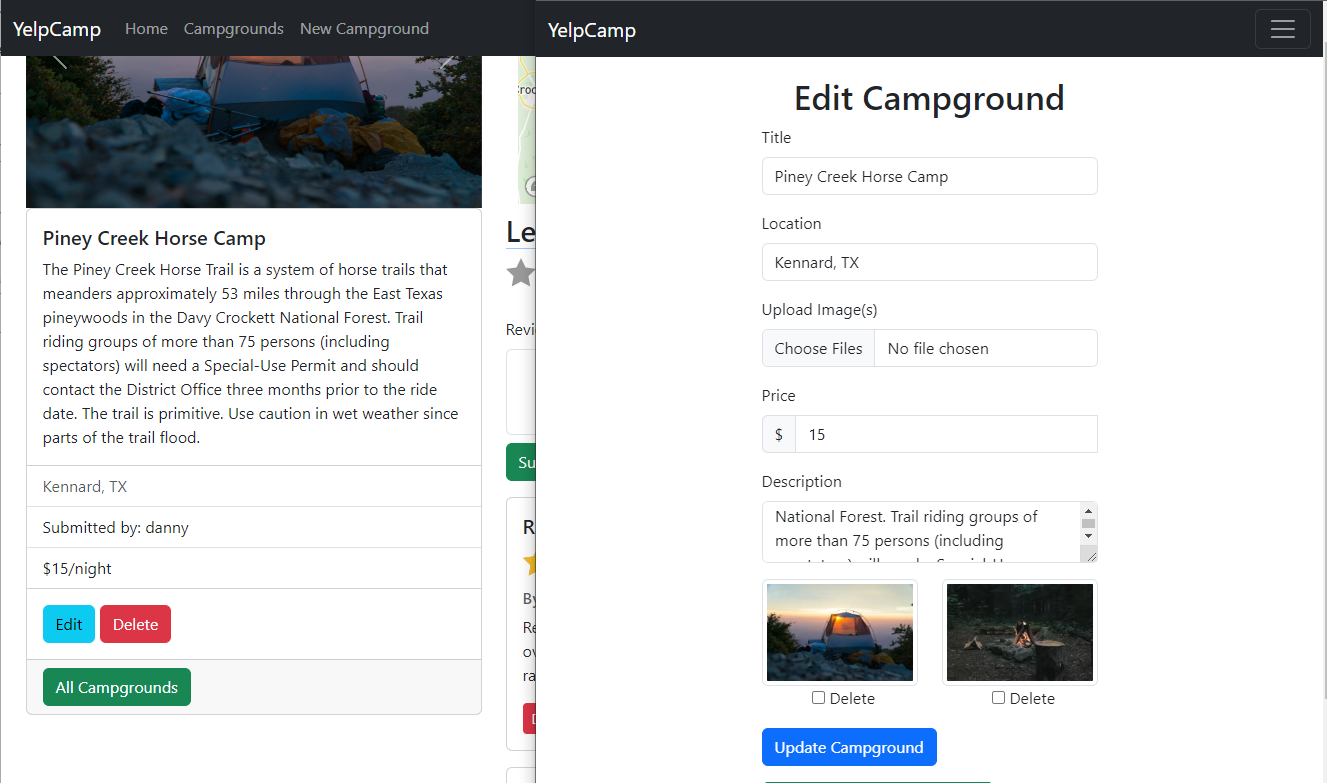 YelpCamp Home Campgrounds New Campground
Piney Creek Horse Camp
The Piney Creek Horse Trail is a system of horse trails that
meanders approximately 53 miles through the East Texas
pineywoods in the Davy Crockett National Forest. Trail
riding groups of more than 75 persons (including
spectators) will need a Special-Use Permit and should
contact the District Office three months prior to the ride
date. The trail is primitive. Use caution in wet weather since
parts of the trail flood.
Kennard, TX
Submitted by: danny
$15/night
Edit Delete
All Campgrounds
Croc
Le
Revi
Su
R
By
Re
ov
ra
D
YelpCamp
Edit Campground
Title
Piney Creek Horse Camp
Location
Kennard, TX
Upload Image(s)
Choose Files No file chosen
Price
$ 15
Description
National Forest. Trail riding groups of
more than 75 persons (including
Delete Delete
Update Campground